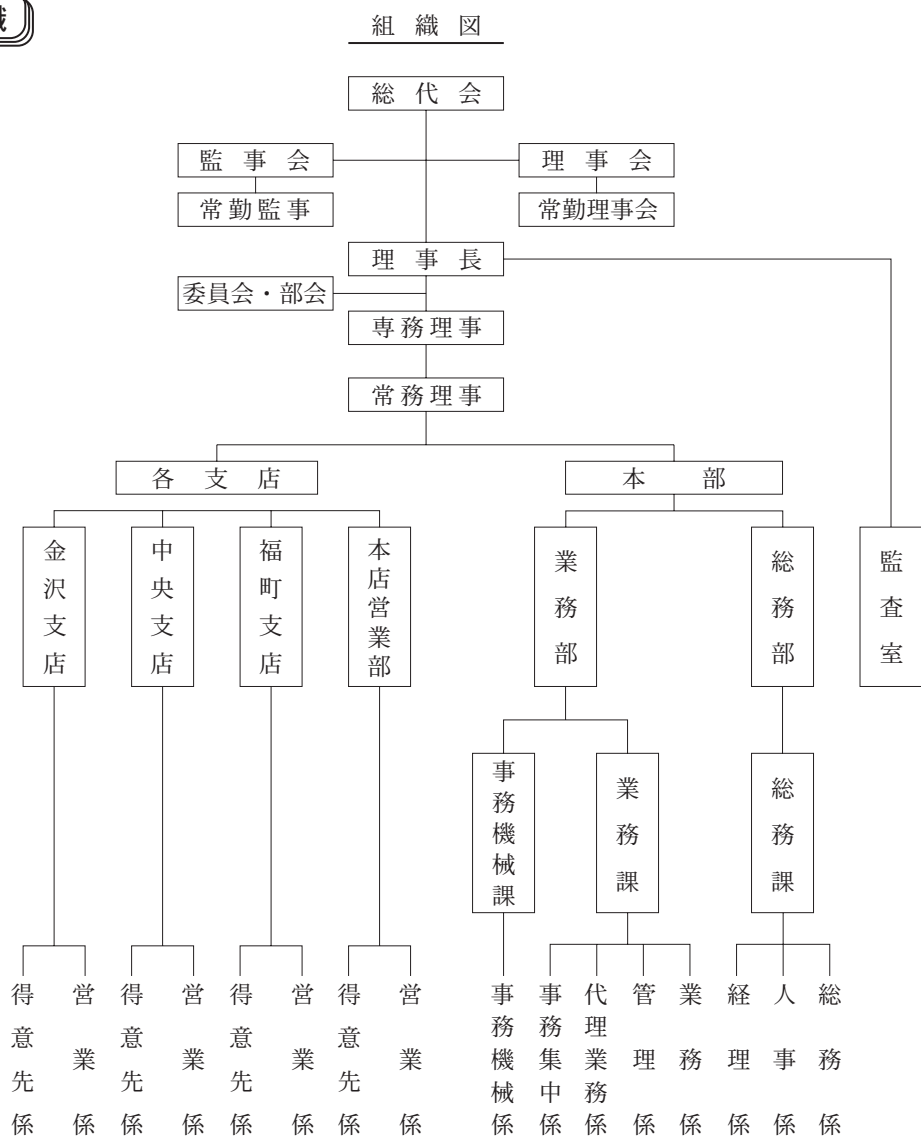 組織図
総代会
監事会
理事会
常勤監事
常勤理事会
理事長
委員会・部会
専務理事
常務理事
各支店
本部
金沢支店
中央支店
福町支店
本店営業部
業務部
総務部
監査室
事務機械課
業務課
総務課
得意先係
営業係
得意先係
営業係
得意先係
営業係
得意先係
営業係
事務機械係
事務集中係
代理業務係
管理係
業務係
経理係
人事係
総務係